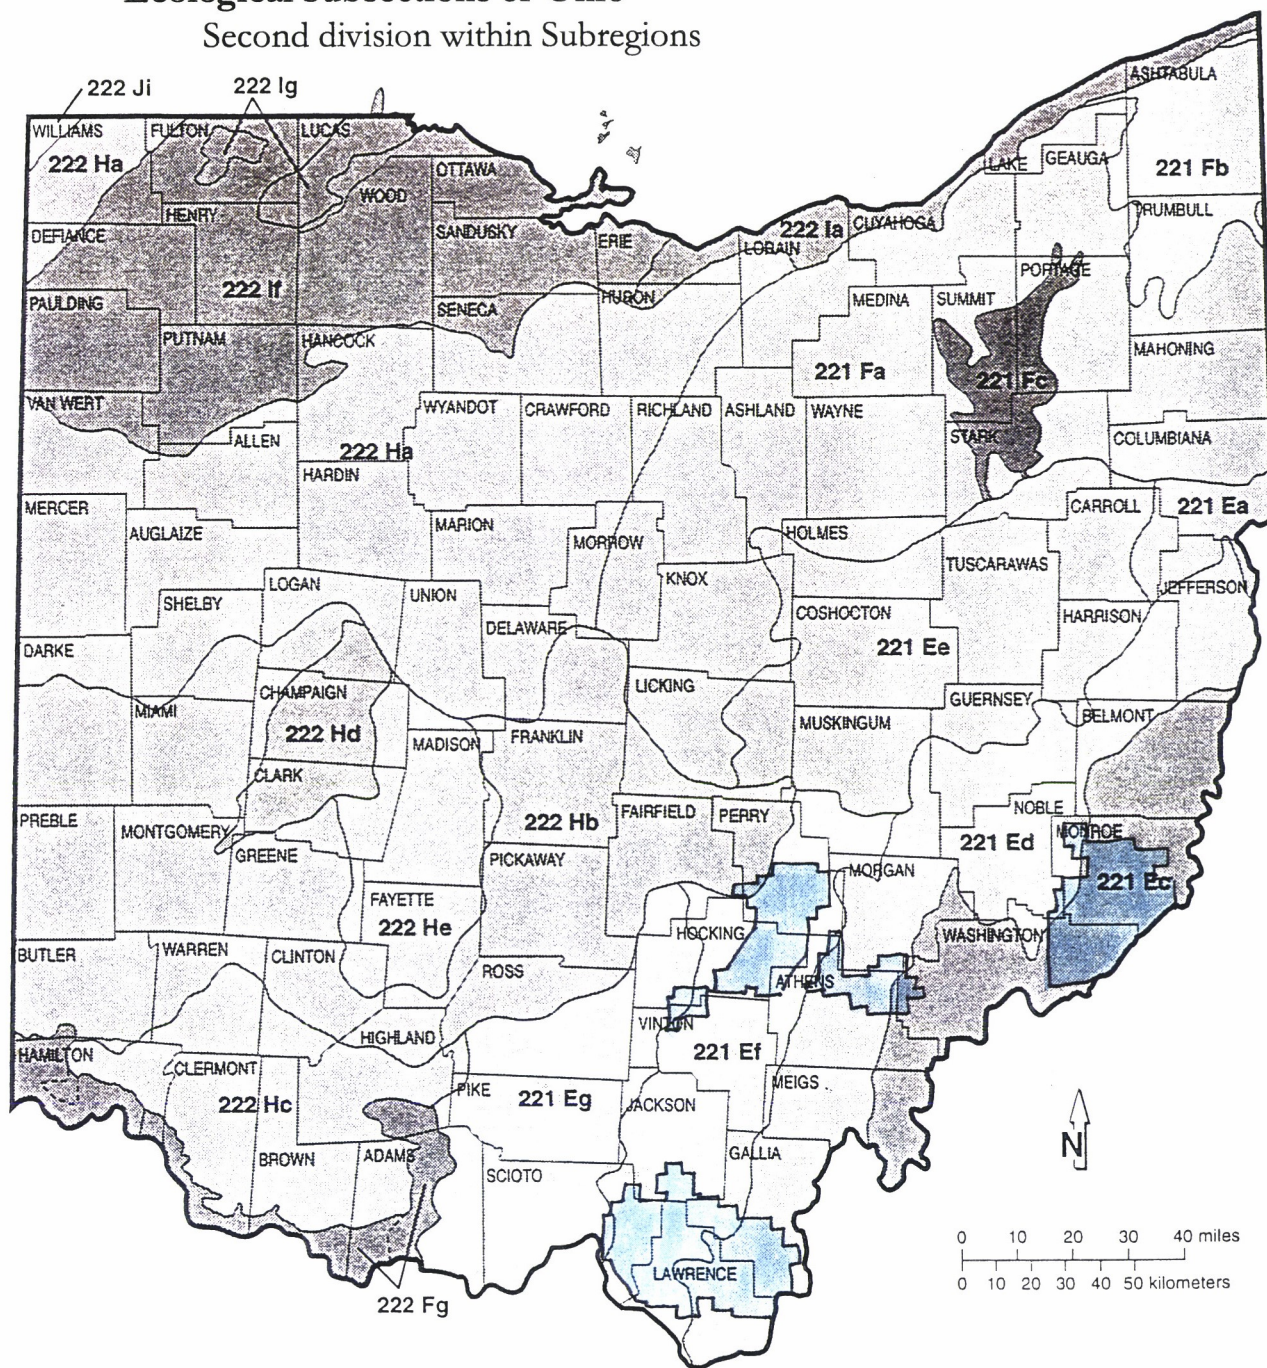 Ecological Subsections of Ohio
Second division within Subregions
222 Ji
222 Ig
ASHTABULA
WILLIAMS
FULTON
LUCAS
222 Ha
OTTAWA
LAKE
GEAUGA
221 Fb
WOOD
HENRY
TRUMBULL
DEFIANCE
SANDUSKY
ERIE
222 Ia
CUYAHOGA
LORAIN
PORTAGE
222 If
PAULDING
SENECA
HURON
MEDINA
SUMMIT
PUTNAM
HANCOCK
MAHONING
221 Fa
221 Fc
VAN WERT
WYANDOT
CRAWFORD
RICHLAND
ASHLAND
WAYNE
ALLEN
STARK
COLUMBIANA
222 Ha
HARDIN
MERCER
CARROLL
221 Ea
AUGLAIZE
MARION
MORROW
HOLMES
TUSCARAWAS
LOGAN
UNION
KNOX
JEFFERSON
SHELBY
DELAWARE
COSHOCTON
HARRISON
221 Ee
DARKE
LICKING
CHAMPAIGN
GUERNSEY
MIAMI
MUSKINGUM
BELMONT
222 Hd
MADISON
FRANKLIN
CLARK
NOBLE
PREBLE
MONTGOMERY
222 Hb
FAIRFIELD
PERRY
MONROE
GREENE
221 Ed
PICKAWAY
MORGAN
221 Ec
FAYETTE
222 He
HOCKING
WASHINGTON
BUTLER
WARREN
CLINTON
ROSS
ATHENS
VINTON
HIGHLAND
HAMILTON
221 Ef
CLERMONT
MEIGS
PIKE
221 Eg
222 Hc
JACKSON
N
BROWN
ADAMS
GALLIA
SCIOTO
0 10 20 30 40 miles
LAWRENCE
0 10 20 30 40 50 kilometers
222 Fg